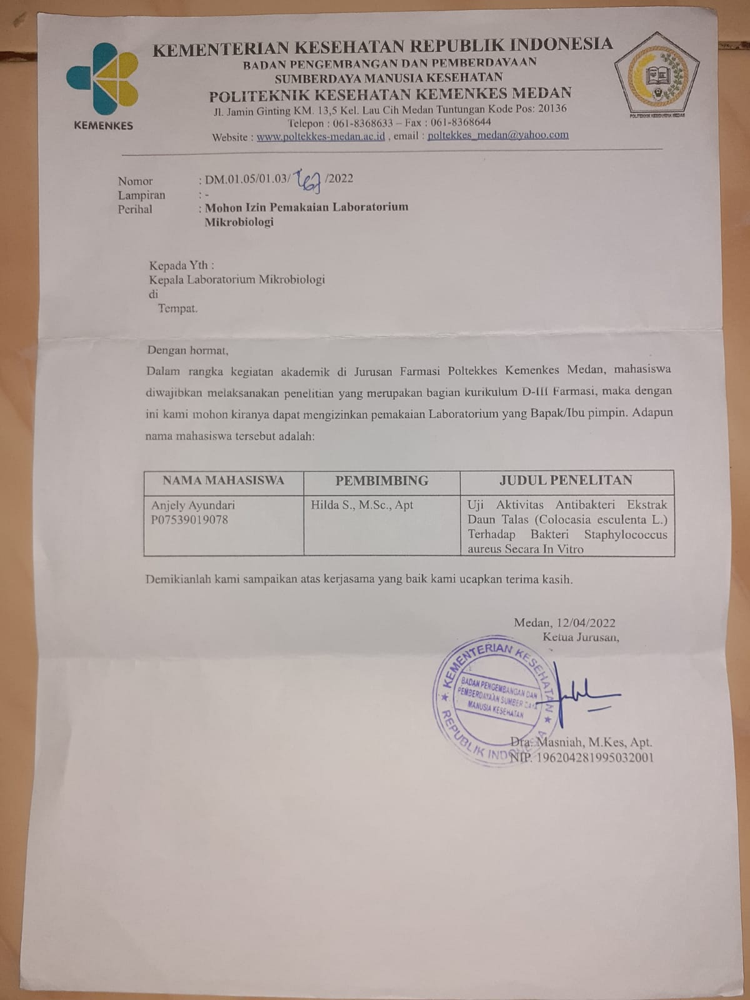 KEMENTERIAN KESEHATAN REPUBLIK INDONESIA
BADAN PENGEMBANGAN DAN PEMBERDAYAAN
SUMBERDAYA MANUSIA KESEHATAN
POLITEKNIK KESEHATAN KEMENKES MEDAN
Jl. Jamin Ginting KM. 13,5 Kel. Lau Cih Medan Tuntungan Kode Pos: 20136
Telepon : 061-8368633 – Fax : 061-8368644
Website : www.poltekkes-medan.ac.id , email : poltekkes_medan@yahoo.com
KEMENKES
POLITEKNIK KESEHATAN KEMENKES MEDAN
Nomor : DM.01.05/01.03/ /2022
Lampiran : -
Perihal : Mohon Izin Pemakaian Laboratorium
Mikrobiologi
Kepada Yth :
Kepala Laboratorium Mikrobiologi
di
Tempat.
Dengan hormat,
Dalam rangka kegiatan akademik di Jurusan Farmasi Poltekkes Kemenkes Medan, mahasiswa
diwajibkan melaksanakan penelitian yang merupakan bagian kurikulum D-III Farmasi, maka dengan
ini kami mohon kiranya dapat mengizinkan pemakaian Laboratorium yang Bapak/Ibu pimpin. Adapun
nama mahasiswa tersebut adalah:
NAMA MAHASISWA PEMBIMBING JUDUL PENELITAN
Anjely Ayundari Hilda S., M.Sc., Apt Uji Aktivitas Antibakteri Ekstrak
P07539019078 Daun Talas (Colocasia esculenta L.)
Terhadap Bakteri Staphylococcus
aureus Secara In Vitro
Demikianlah kami sampaikan atas kerjasama yang baik kami ucapkan terima kasih.
Medan, 12/04/2022
Ketua Jurusan,
KEMENTERIAN KESEHATAN
BADAN PENGEMBANGAN DAN
PEMBERDAYAAN SUMBER DAYA
MANUSIA KESEHATAN
REPUBLIK INDONESIA
Dra. Masniah, M.Kes, Apt.
NIP. 196204281995032001